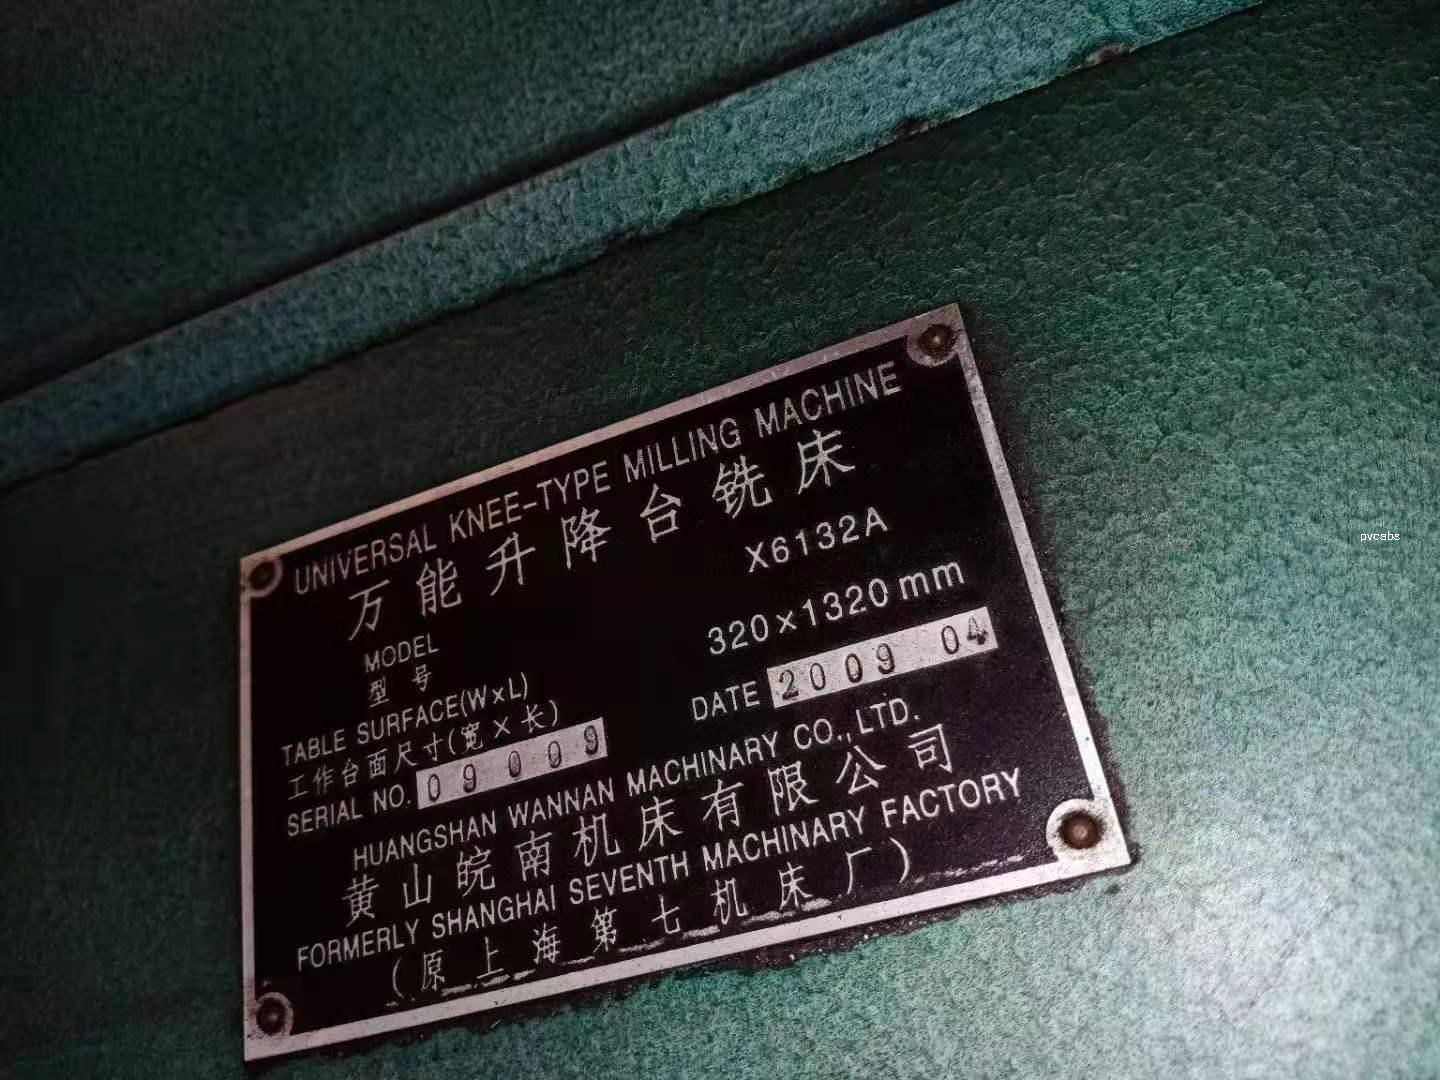 UNIVERSAL KNEE-TYPE MILLING MACHINE
万能升降台铣床
MODEL X6132A
型号
TABLE SURFACE(W×L) 320×1320mm
工作台面尺寸(宽×长)
SERIAL NO. 09009 DATE 2009 04
HUANGSHAN WANNAN MACHINARY CO., LTD.
黄山皖南机床有限公司
FORMERLY SHANGHAI SEVENTH MACHINARY FACTORY
(原上海第七机床厂)
pvcabs